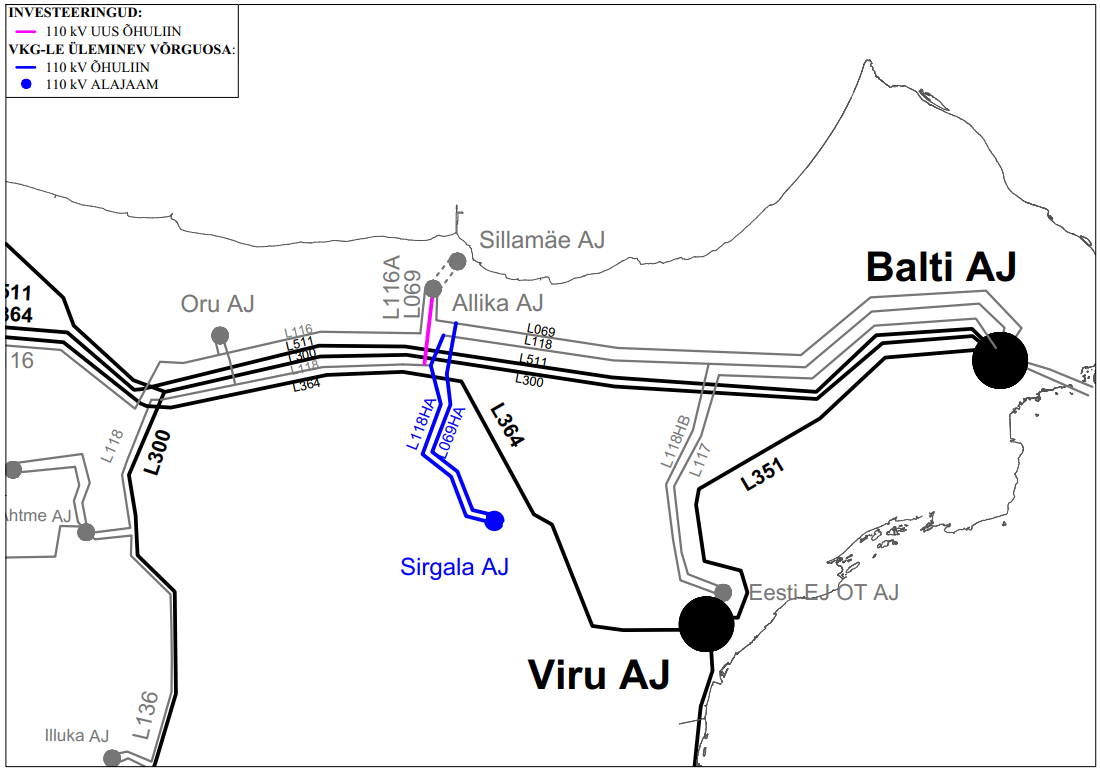 INVESTEERINGUD:
110 kV UUS ÕHULIIN
VKG-LE ÜLEMINEV VÕRGUOSA:
110 kV ÕHULIIN
110 kV ALAJAAM
Sillamäe AJ
Balti AJ
L116A
L069
Allika AJ
Oru AJ
511
364
16
L116
L511
L300
L118
L364
L069
L118
L511
L300
L118HA
L069HA
L364
L118HB
L117
L351
L118
L300
Ahtme AJ
Sirgala AJ
Eesti EJ OT AJ
Viru AJ
L136
Illuka AJ